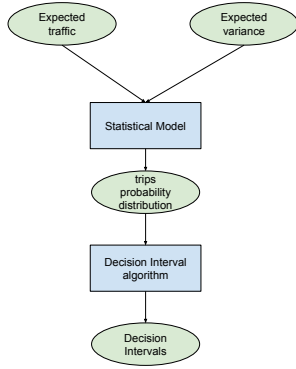 Expected
traffic
Expected
variance
Statistical Model
trips
probability
distribution
Decision Interval
algorithm
Decision
Intervals